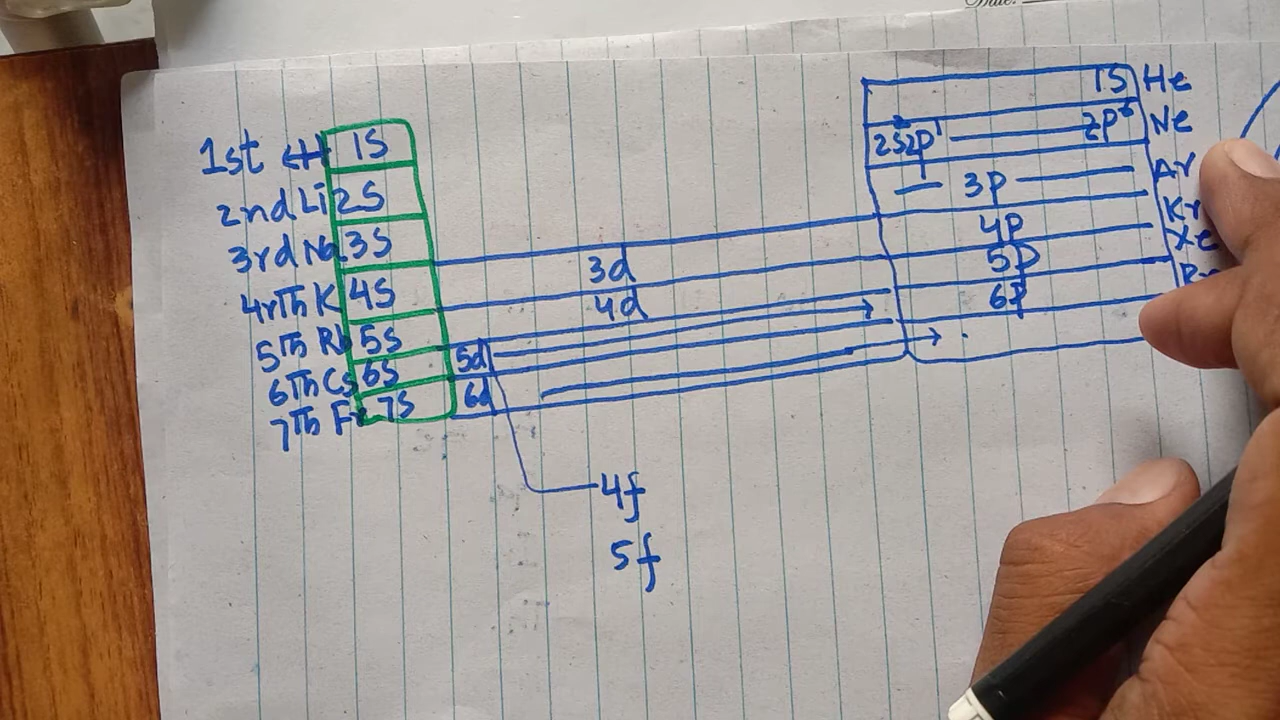 Date:
1st H 1S
2nd Li 2S
3rd Na 3S
4rth K 4S
5th Rb 5S
6th Cs 6S
7th Fr 7S
3d
4d
5d
6d
4f
5f
1S He
2S2p¹ 2p⁶ Ne
3p Ar
4p Kr
5p Xe
6p